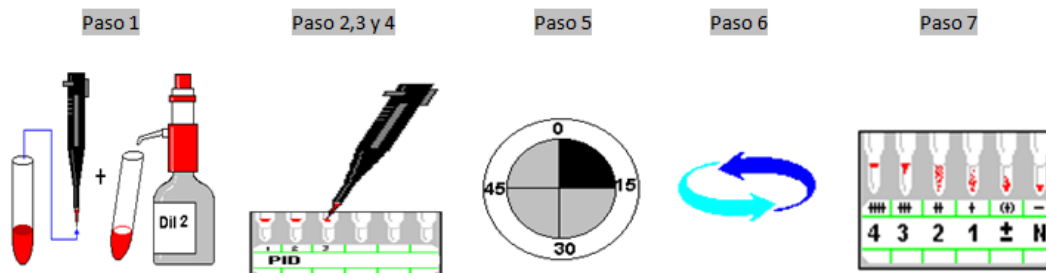 Paso 1
Paso 2,3 y 4
Paso 5
Paso 6
Paso 7
+
Dil 2
1 2 3
PID
0
15
30
45
++++ +++ ++ + (+) −
4 3 2 1 ± N